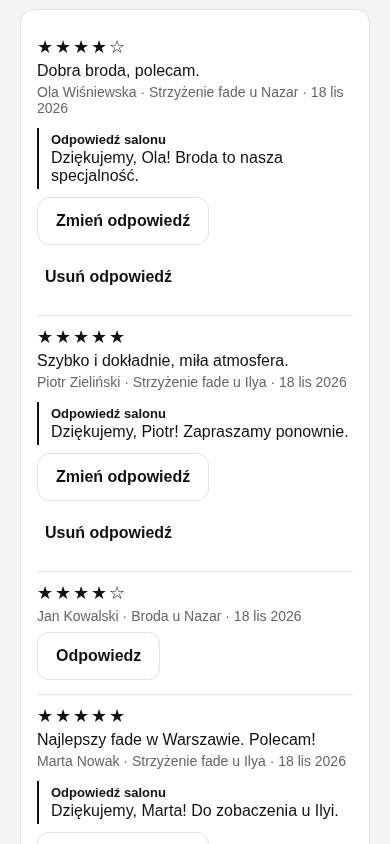 ★★★★☆
Dobra broda, polecam.
Ola Wiśniewska · Strzyżenie fade u Nazar · 18 lis
2026
Odpowiedź salonu
Dziękujemy, Ola! Broda to nasza
specjalność.
Zmień odpowiedź
Usuń odpowiedź
★★★★★
Szybko i dokładnie, miła atmosfera.
Piotr Zieliński · Strzyżenie fade u Ilya · 18 lis 2026
Odpowiedź salonu
Dziękujemy, Piotr! Zapraszamy ponownie.
Zmień odpowiedź
Usuń odpowiedź
★★★★☆
Jan Kowalski · Broda u Nazar · 18 lis 2026
Odpowiedz
★★★★★
Najlepszy fade w Warszawie. Polecam!
Marta Nowak · Strzyżenie fade u Ilya · 18 lis 2026
Odpowiedź salonu
Dziękujemy, Marta! Do zobaczenia u Ilyi.